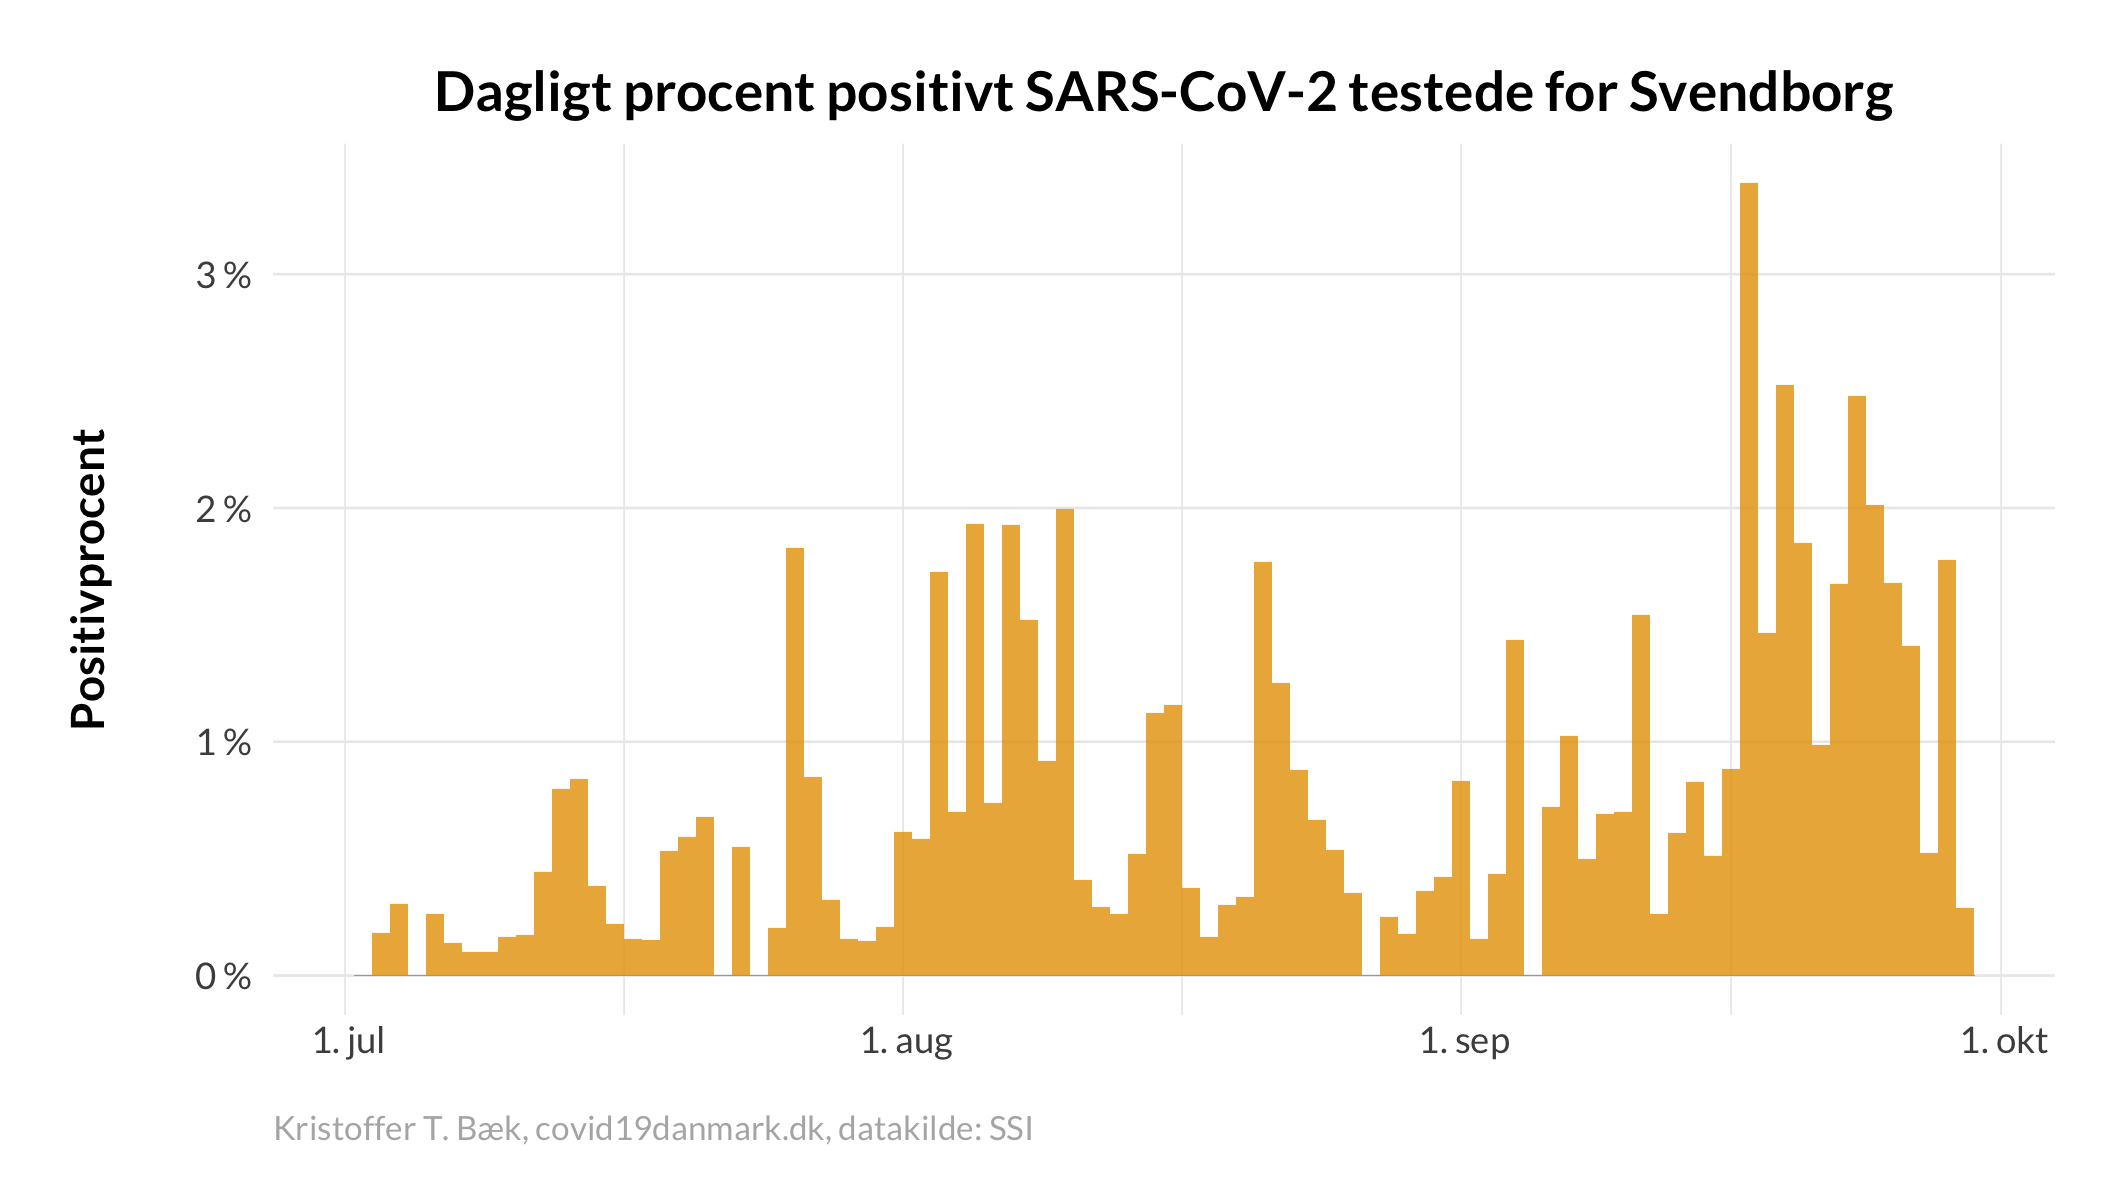 Dagligt procent positivt SARS-CoV-2 testede for Svendborg
Positivprocent
3 %
2 %
1 %
0 %
1. jul
1. aug
1. sep
1. okt
Kristoffer T. Bæk, covid19danmark.dk, datakilde: SSI